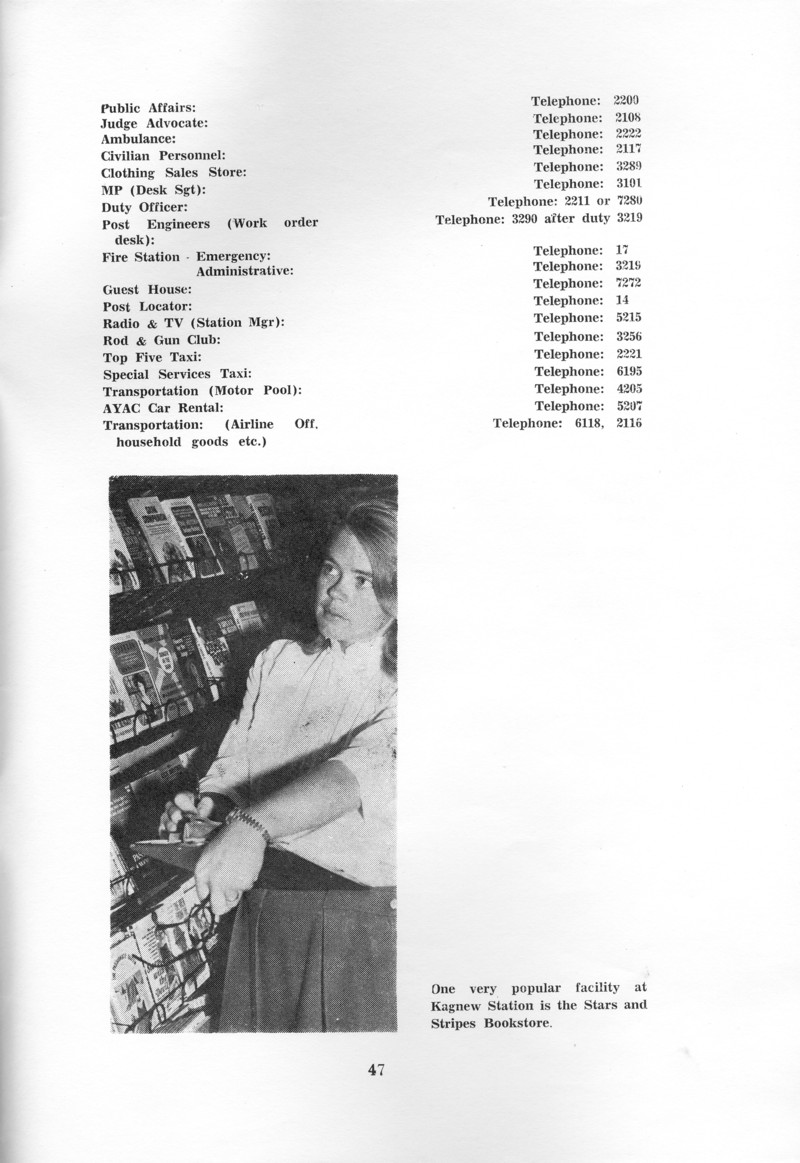 Public Affairs: Telephone: 2200
Judge Advocate: Telephone: 2108
Ambulance: Telephone: 2222
Civilian Personnel: Telephone: 2117
Clothing Sales Store: Telephone: 3289
MP (Desk Sgt): Telephone: 3101
Duty Officer: Telephone: 2211 or 7280
Post Engineers (Work order Telephone: 3290 after duty 3219
desk):
Fire Station - Emergency: Telephone: 17
Administrative: Telephone: 3219
Guest House: Telephone: 7272
Post Locator: Telephone: 14
Radio & TV (Station Mgr): Telephone: 5215
Rod & Gun Club: Telephone: 3256
Top Five Taxi: Telephone: 2221
Special Services Taxi: Telephone: 6195
Transportation (Motor Pool): Telephone: 4205
AYAC Car Rental: Telephone: 5207
Transportation: (Airline Off. Telephone: 6118, 2116
household goods etc.)
One very popular facility at
Kagnew Station is the Stars and
Stripes Bookstore.
47